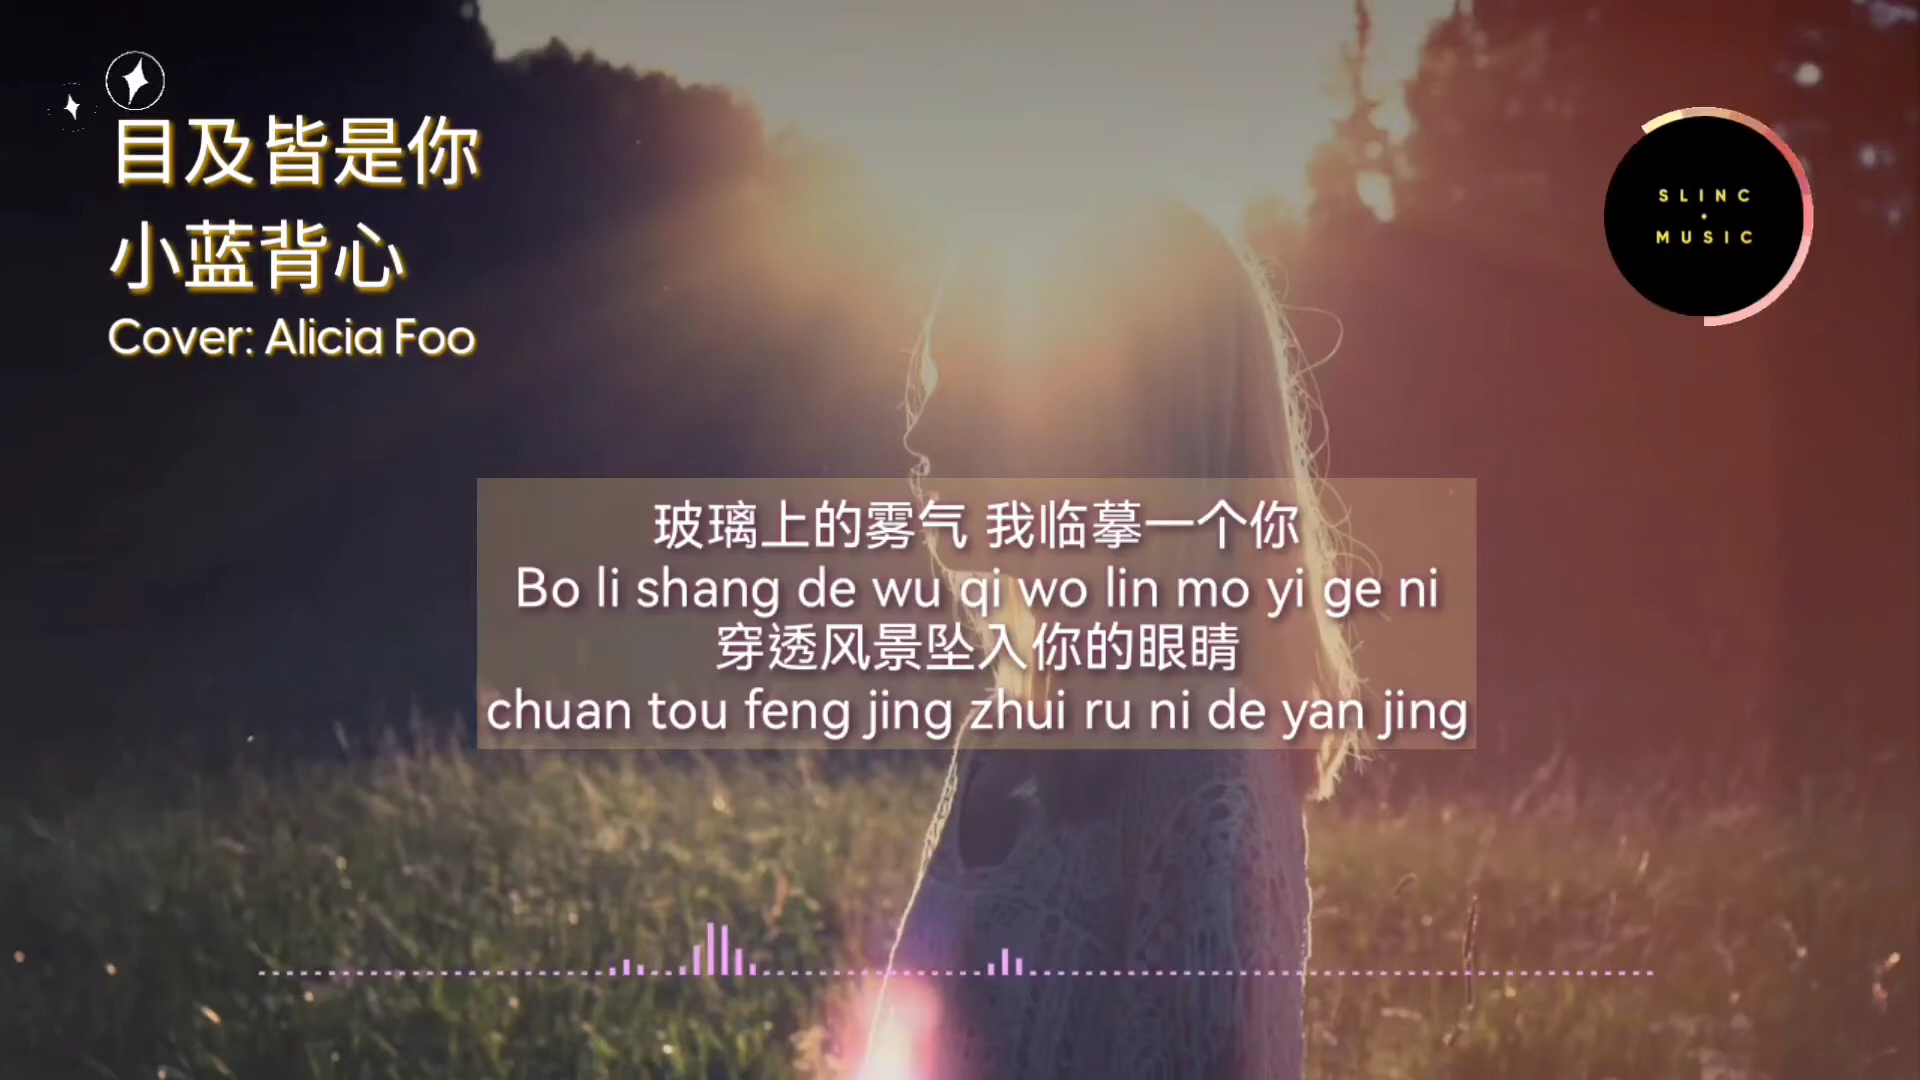 目及皆是你
小蓝背心
Cover: Alicia Foo
SLINC
MUSIC
玻璃上的雾气 我临摹一个你
Bo li shang de wu qi wo lin mo yi ge ni
穿透风景坠入你的眼睛
chuan tou feng jing zhui ru ni de yan jing